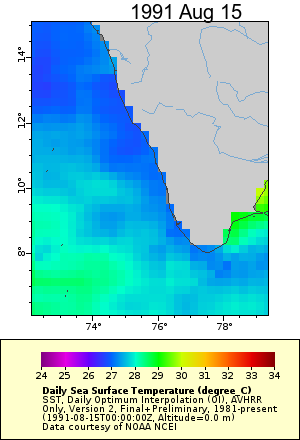 1991 Aug 15
14°
12°
10°
8°
74° 76° 78°
24 25 26 27 28 29 30 31 32 33 34
Daily Sea Surface Temperature (degree_C)
SST, Daily Optimum Interpolation (OI), AVHRR
Only, Version 2, Final+Preliminary, 1981-present
(1991-08-15T00:00:00Z, Altitude=0.0 m)
Data courtesy of NOAA NCEI